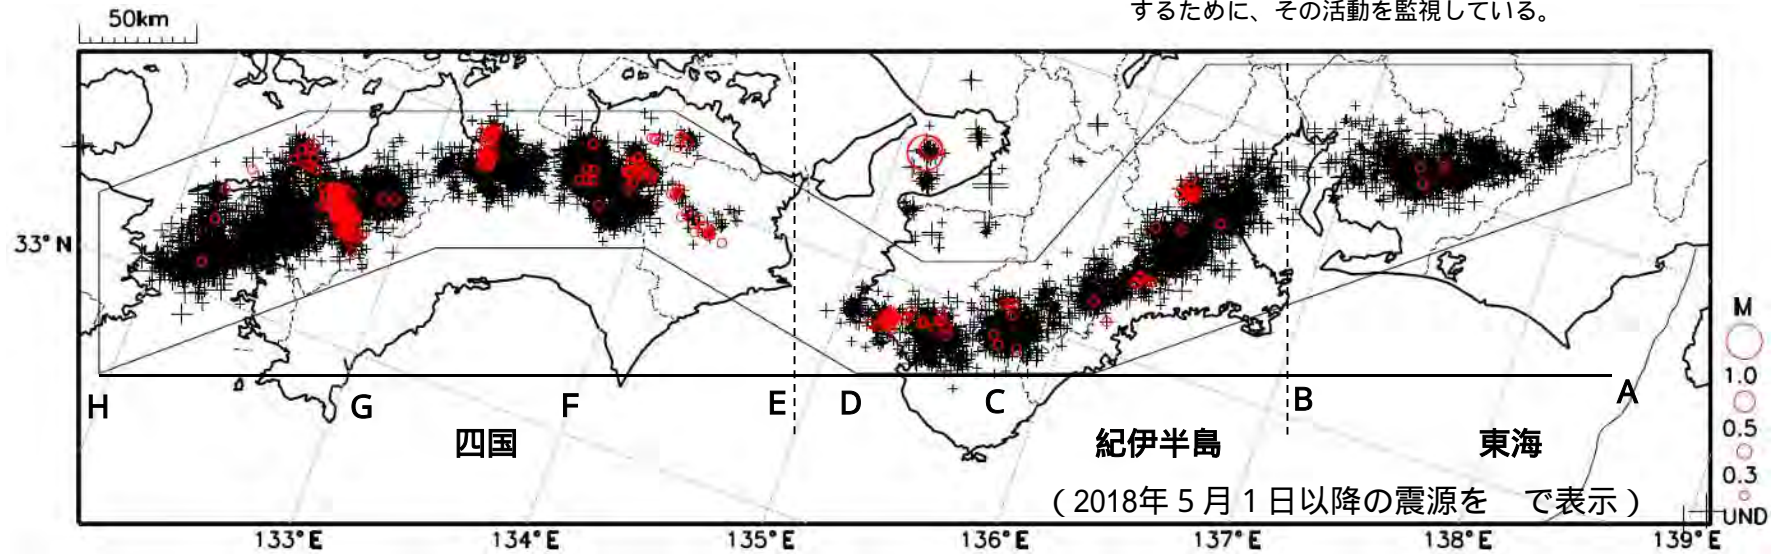 するために、その活動を監視している。
50km
33°N
H
G
F
E
D
C
B
A
四国
紀伊半島
東海
(2018年5月1日以降の震源を　で表示)
M
1.0
0.5
0.3
UND
133°E
134°E
135°E
136°E
137°E
138°E
139°E